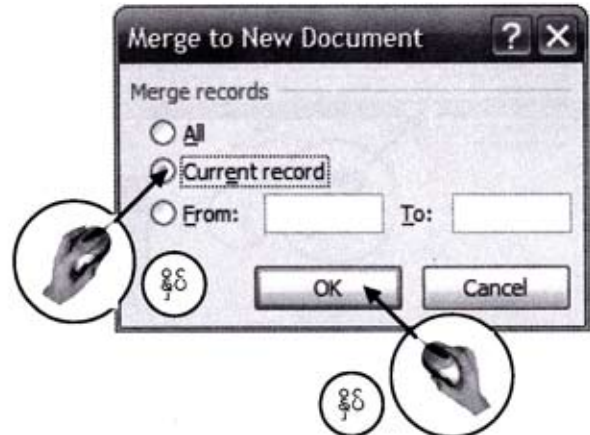 Merge to New Document
Merge records
All
Current record
From: To:
နှိပ်
OK Cancel
နှိပ်